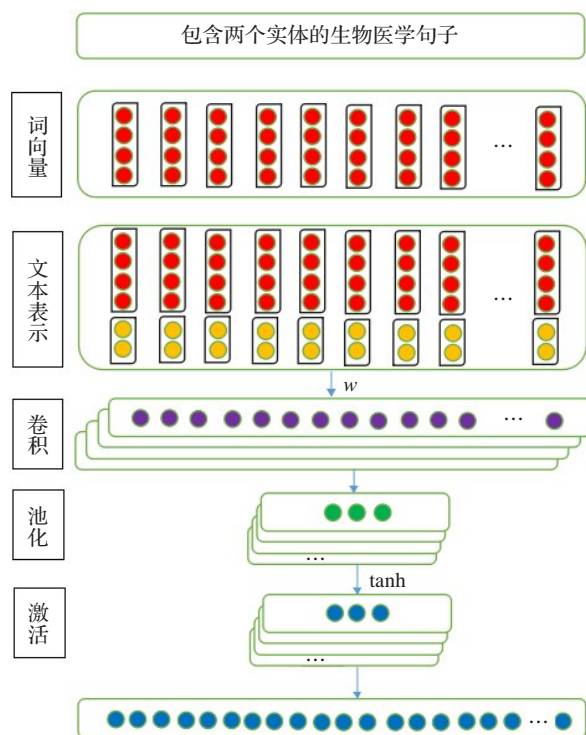 包含两个实体的生物医学句子
词向量
…
文本表示
…
w
卷积
…
池化
…
tanh
激活
…
…